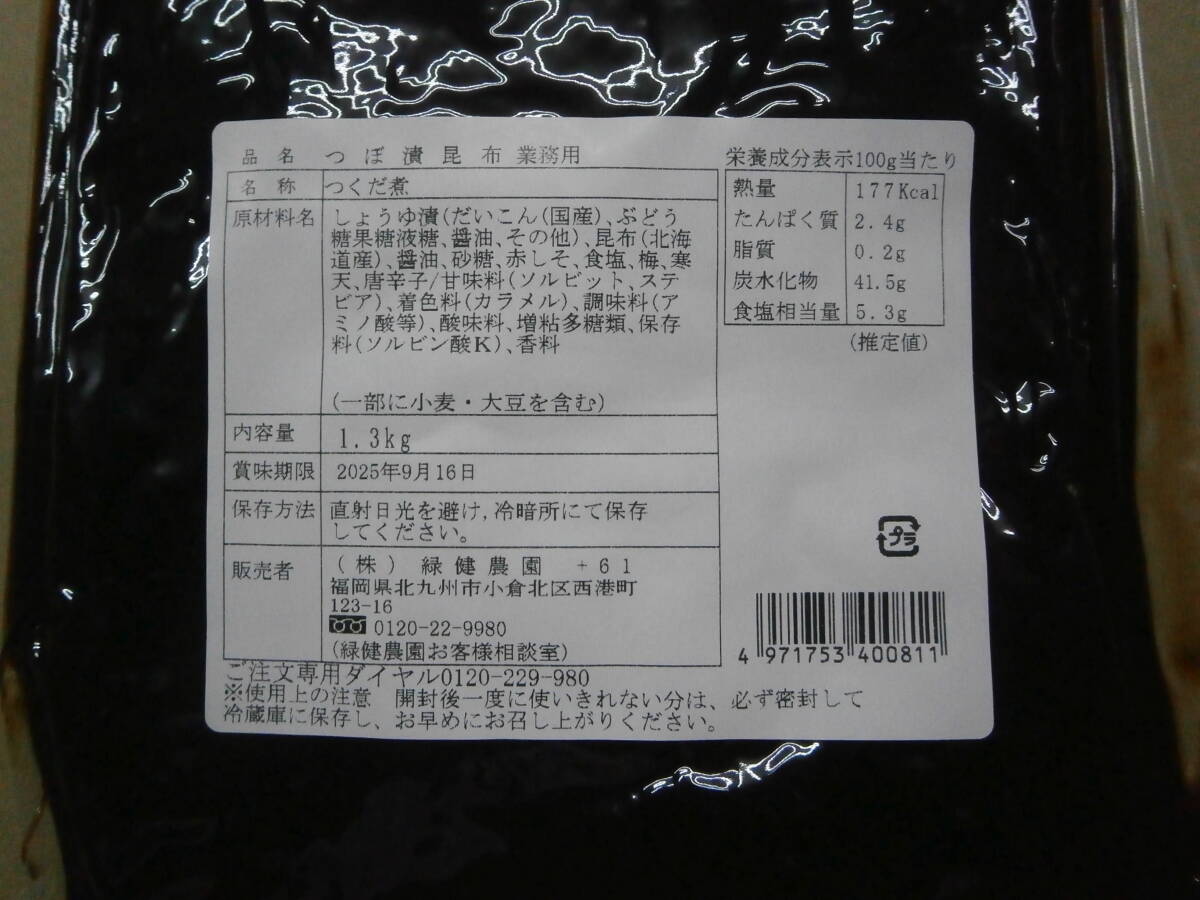 品名 つぼ漬昆布 業務用
名称 つくだ煮
原材料名 しょうゆ漬(だいこん(国産)、ぶどう
糖果糖液糖、醤油、その他)、昆布(北海
道産)、醤油、砂糖、赤しそ、食塩、梅、寒
天、唐辛子/甘味料(ソルビット、ステ
ビア)、着色料(カラメル)、調味料(ア
ミノ酸等)、酸味料、増粘多糖類、保存
料(ソルビン酸K)、香料
(一部に小麦・大豆を含む)
内容量 1.3kg
賞味期限 2025年9月16日
保存方法 直射日光を避け,冷暗所にて保存
してください。
販売者 (株)緑健農園 +61
福岡県北九州市小倉北区西港町
123-16
0120-22-9980
(緑健農園お客様相談室)
ご注文専用ダイヤル0120-229-980
※使用上の注意 開封後一度に使いきれない分は、必ず密封して
冷蔵庫に保存し、お早めにお召し上がりください。
栄養成分表示100g当たり
熱量 177Kcal
たんぱく質 2.4g
脂質 0.2g
炭水化物 41.5g
食塩相当量 5.3g
(推定値)
プラ
4 971753 400811